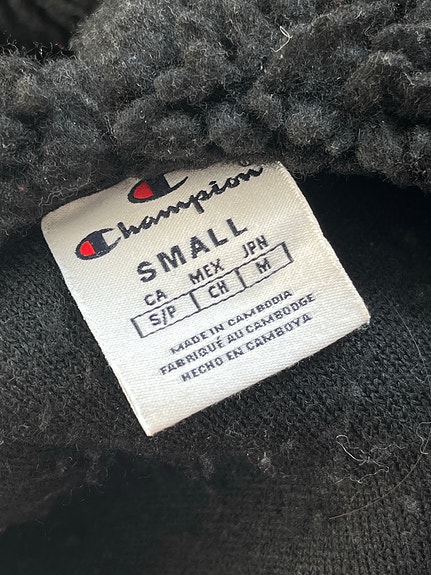 Champion
SMALL
CA MEX JPN
S/P CH M
MADE IN CAMBODIA
FABRIQUÉ AU CAMBODGE
HECHO EN CAMBOYA